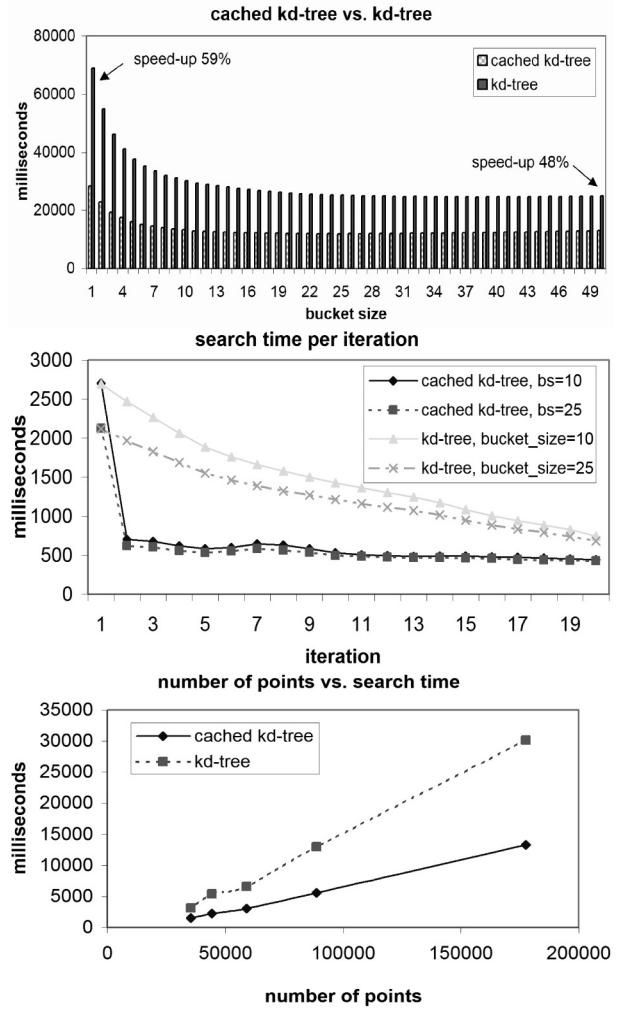 cached kd-tree vs. kd-tree
80000
60000
40000
20000
0
milliseconds
speed-up 59%
cached kd-tree
kd-tree
speed-up 48%
1 4 7 10 13 16 19 22 25 28 31 34 37 40 43 46 49
bucket size
search time per iteration
3000
2500
2000
1500
1000
500
0
milliseconds
cached kd-tree, bs=10
cached kd-tree, bs=25
kd-tree, bucket_size=10
kd-tree, bucket_size=25
1 3 5 7 9 11 13 15 17 19
iteration
number of points vs. search time
35000
30000
25000
20000
15000
10000
5000
0
milliseconds
cached kd-tree
kd-tree
0 50000 100000 150000 200000
number of points